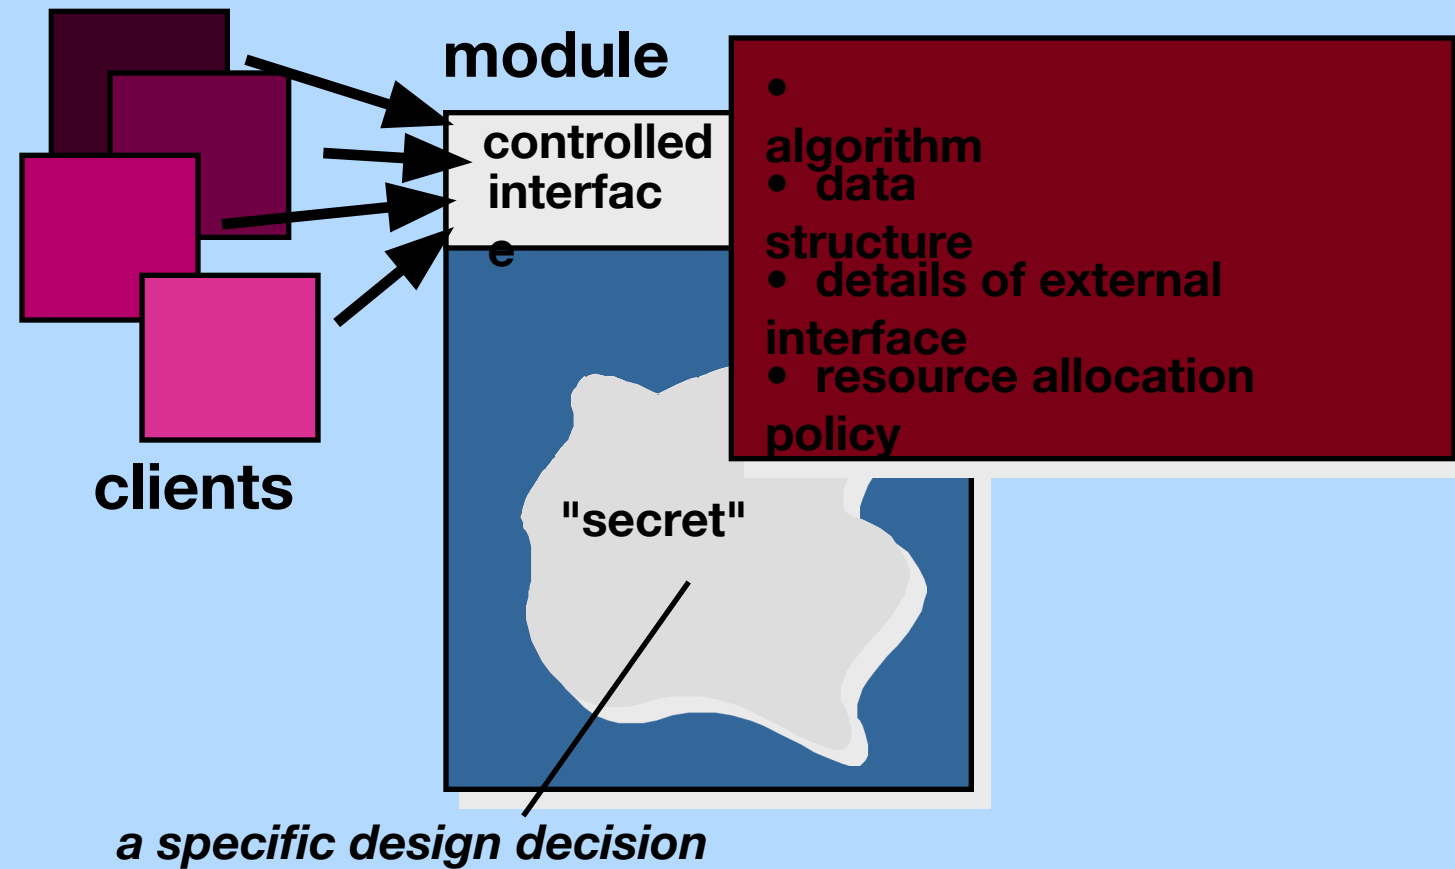 module
controlled
interfac
e
•
algorithm
• data
structure
• details of external
interface
• resource allocation
policy
clients
"secret"
a specific design decision